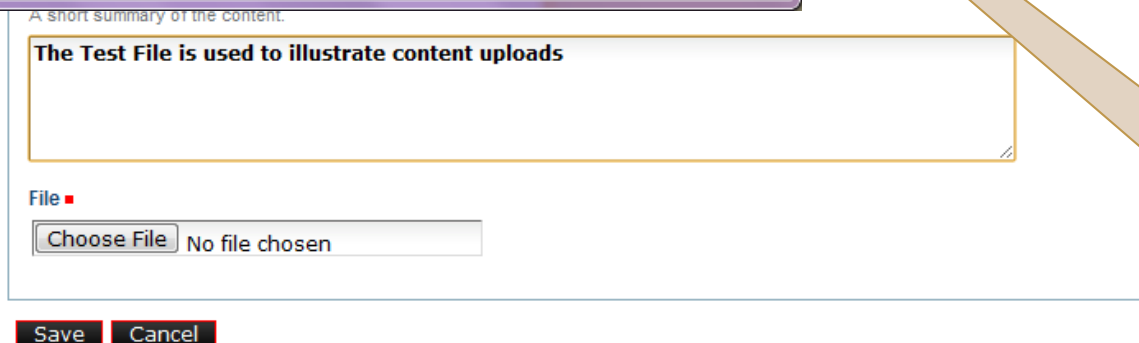 A short summary of the content.
The Test File is used to illustrate content uploads
File
Choose File No file chosen
Save Cancel